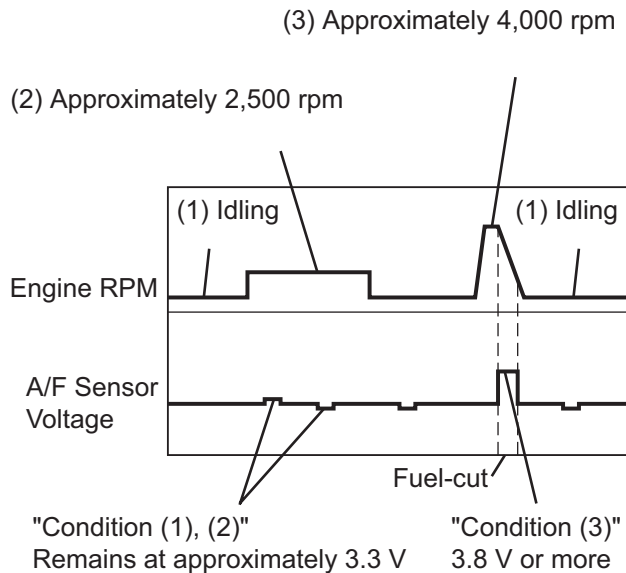 (3) Approximately 4,000 rpm
(2) Approximately 2,500 rpm
(1) Idling
(1) Idling
Engine RPM
A/F Sensor
Voltage
Fuel-cut
"Condition (1), (2)"
Remains at approximately 3.3 V
"Condition (3)"
3.8 V or more